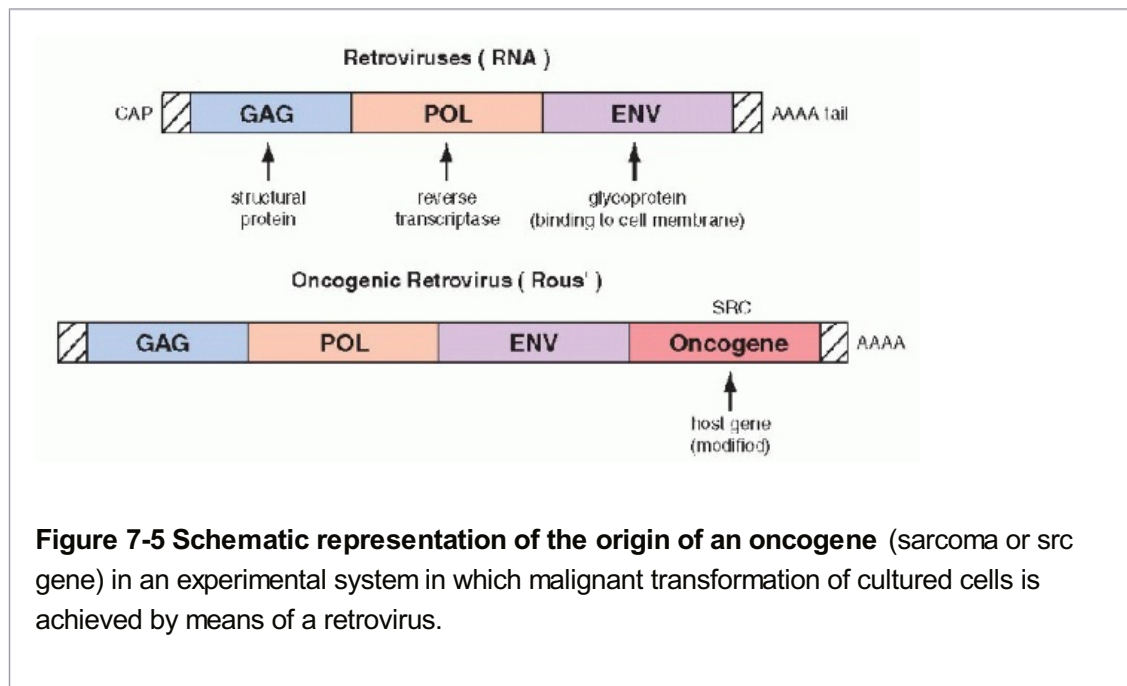 Retroviruses ( RNA )
CAP GAG POL ENV AAAA tail
structural protein
reverse transcriptase
glycoprotein (binding to cell membrane)
Oncogenic Retrovirus ( Rous' )
SRC
GAG POL ENV Oncogene AAAA
host gene (modified)
Figure 7-5 Schematic representation of the origin of an oncogene (sarcoma or src
gene) in an experimental system in which malignant transformation of cultured cells is
achieved by means of a retrovirus.